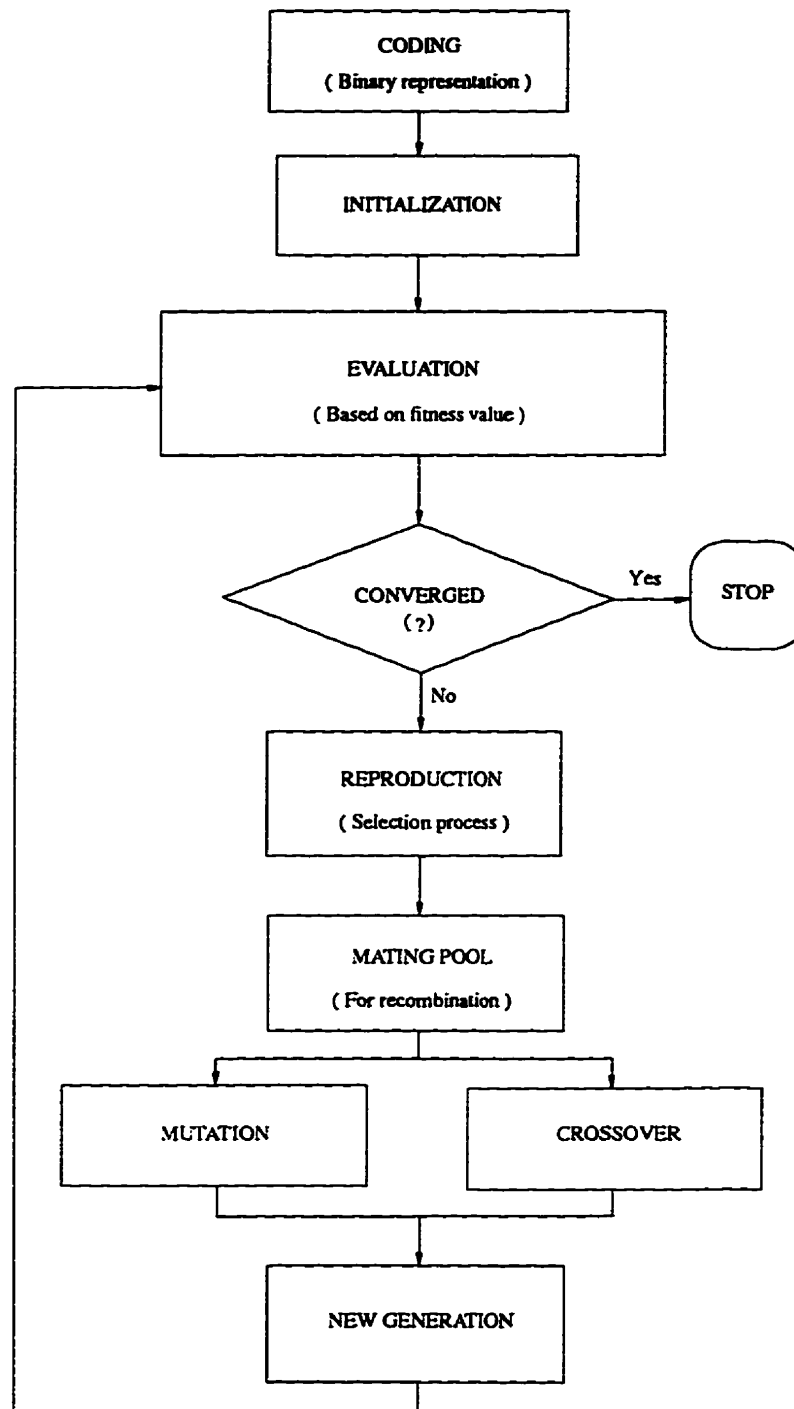 CODING
( Binary representation )
INITIALIZATION
EVALUATION
( Based on fitness value )
CONVERGED
(?)
Yes
STOP
No
REPRODUCTION
( Selection process )
MATING POOL
( For recombination )
MUTATION
CROSSOVER
NEW GENERATION